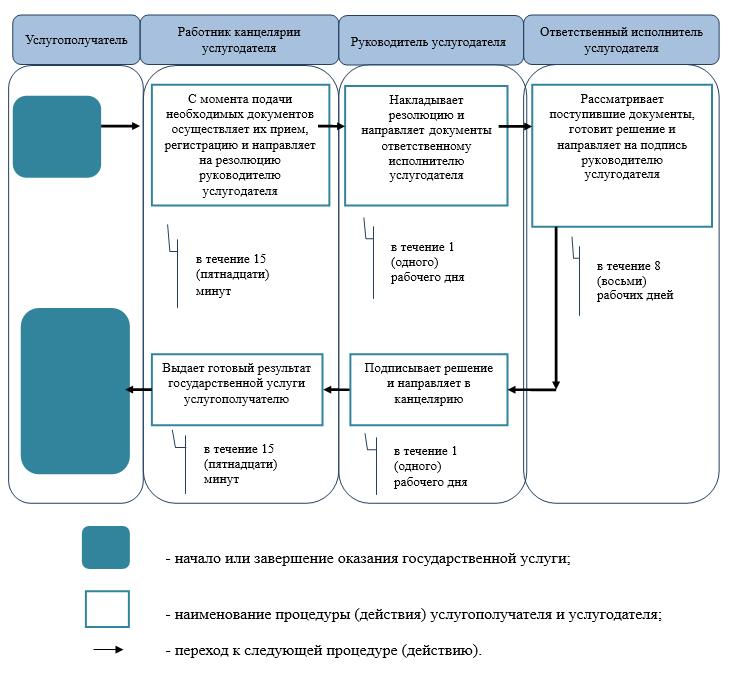 Услугополучатель
Работник канцелярии
услугодателя
Руководитель услугодателя
Ответственный исполнитель
услугодателя
С момента подачи
необходимых документов
осуществляет их прием,
регистрацию и направляет
на резолюцию
руководителю
услугодателя
Накладывает
резолюцию и
направляет документы
ответственному
исполнителю
услугодателя
Рассматривает
поступившие документы,
готовит решение и
направляет на подпись
руководителю
услугодателя
в течение 15
(пятнадцати)
минут
в течение 1
(одного)
рабочего дня
в течение 8
(восьми)
рабочих дней
Выдает готовый результат
государственной услуги
услугополучателю
Подписывает решение
и направляет в
канцелярию
в течение 15
(пятнадцати)
минут
в течение 1
(одного)
рабочего дня
- начало или завершение оказания государственной услуги;
- наименование процедуры (действия) услугополучателя и услугодателя;
- переход к следующей процедуре (действию).